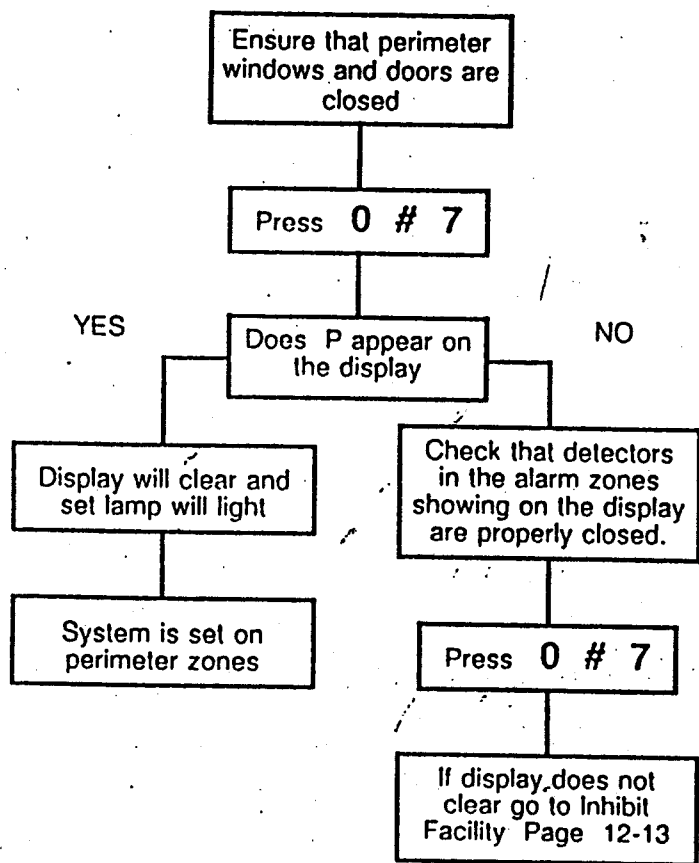 Ensure that perimeter
windows and doors are
closed
Press 0 # 7
Does P appear on
the display
YES
NO
Display will clear and
set lamp will light
System is set on
perimeter zones
Check that detectors
in the alarm zones
showing on the display
are properly closed.
Press 0 # 7
If display does not
clear go to Inhibit
Facility Page 12-13